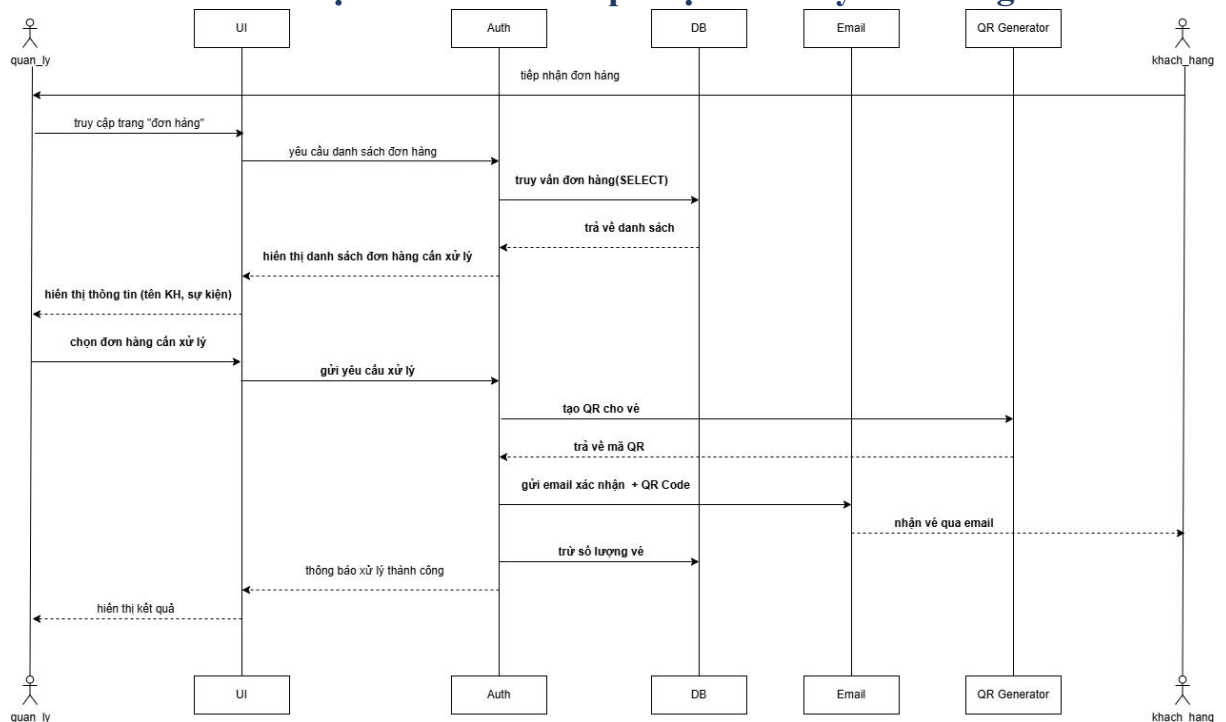 UI
Auth
DB
Email
QR Generator
quan_ly
khach_hang
tiếp nhận đơn hàng
truy cập trang "đơn hàng"
yêu cầu danh sách đơn hàng
truy vấn đơn hàng(SELECT)
trả về danh sách
hiển thị danh sách đơn hàng cần xử lý
hiển thị thông tin (tên KH, sự kiện)
chọn đơn hàng cần xử lý
gửi yêu cầu xử lý
tạo QR cho vé
trả về mã QR
gửi email xác nhận + QR Code
nhận vé qua email
trừ số lượng vé
thông báo xử lý thành công
hiển thị kết quả
UI
Auth
DB
Email
QR Generator
quan_ly
khach_hang